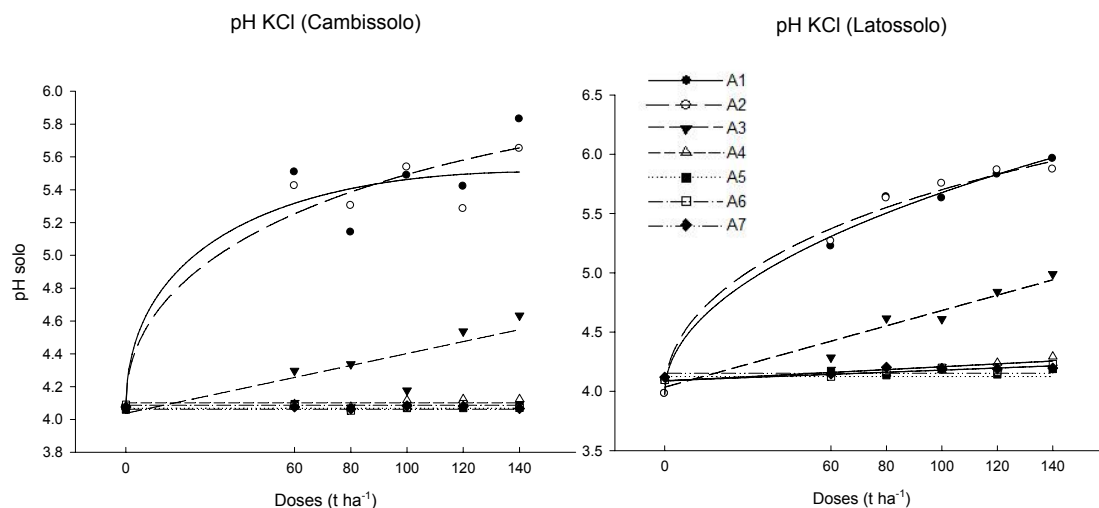 pH KCl (Cambissolo)
pH solo
6.0
5.8
5.6
5.4
5.2
5.0
4.8
4.6
4.4
4.2
4.0
3.8
0 60 80 100 120 140
Doses (t ha⁻¹)
pH KCl (Latossolo)
A1
A2
A3
A4
A5
A6
A7
6.5
6.0
5.5
5.0
4.5
4.0
3.5
0 60 80 100 120 140
Doses (t ha⁻¹)